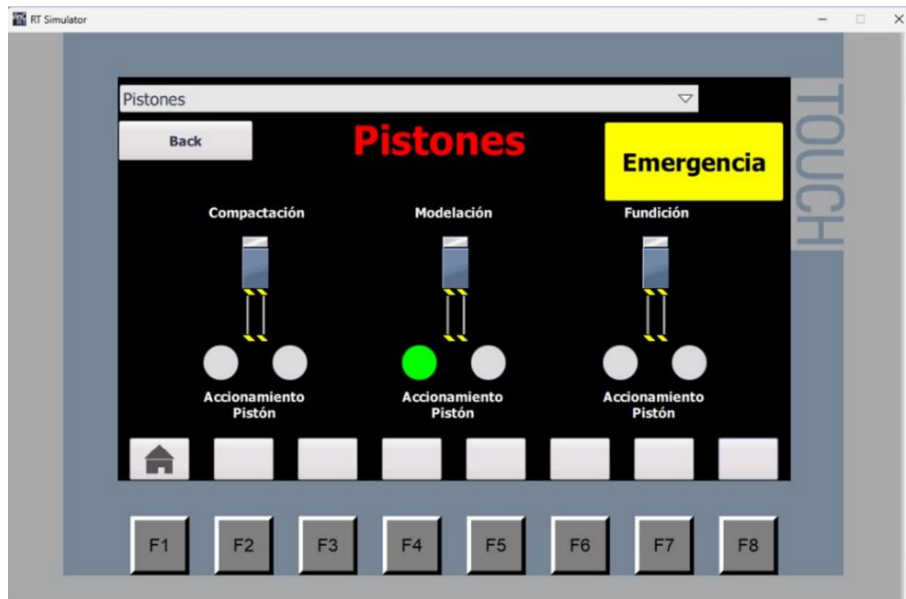 RT Simulator
TOUCH
Pistones
Back
Pistones
Emergencia
Compactación
Modelación
Fundición
Accionamiento
Pistón
Accionamiento
Pistón
Accionamiento
Pistón
F1 F2 F3 F4 F5 F6 F7 F8